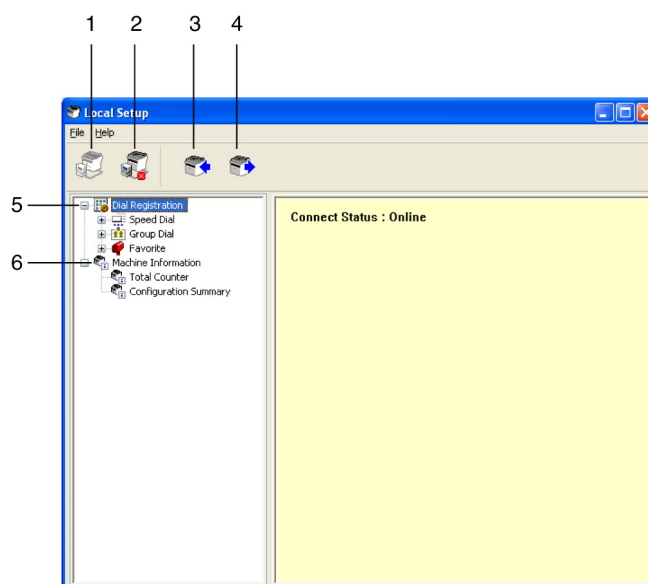 1 2 3 4
Local Setup
File Help
5
Dial Registration
Speed Dial
Group Dial
Favorite
6
Machine Information
Total Counter
Configuration Summary
Connect Status : Online